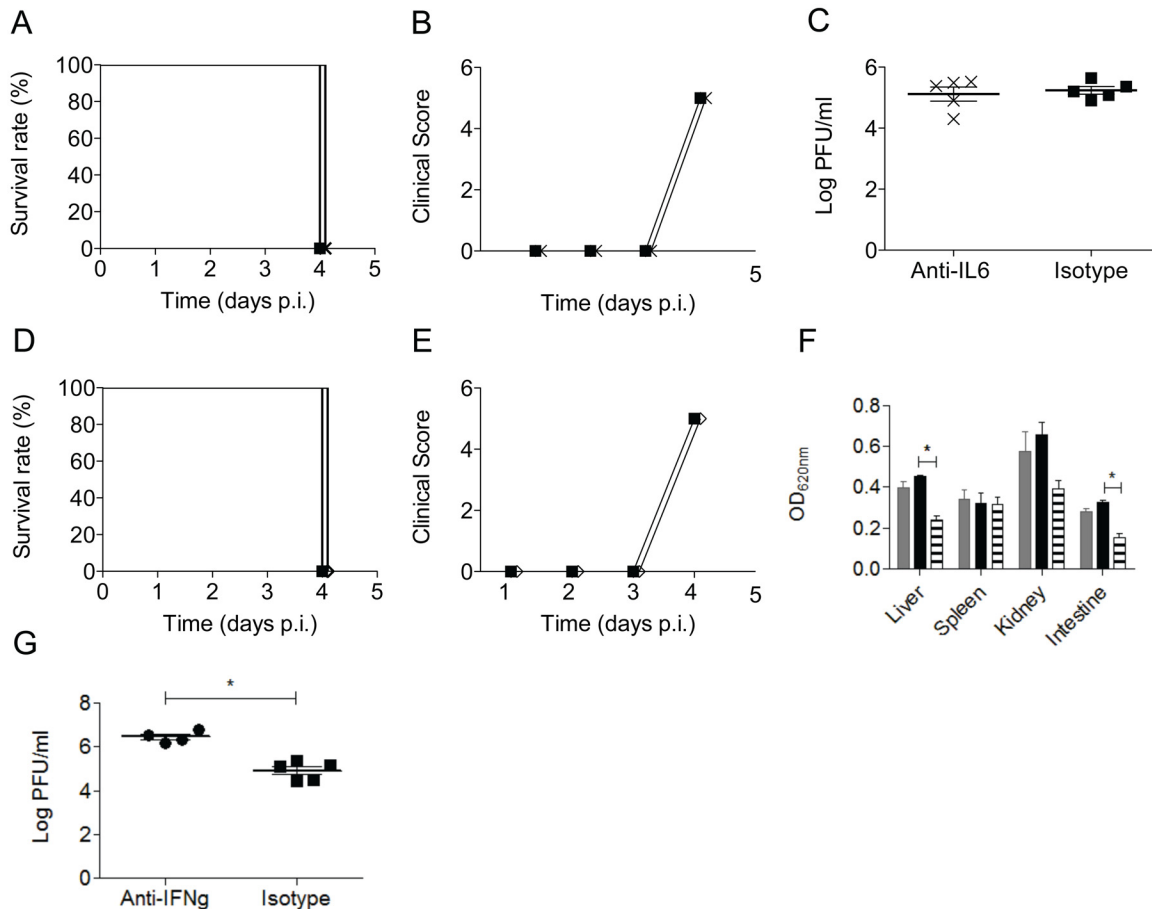 A
Survival rate (%)
100
80
60
40
20
0
0 1 2 3 4 5
Time (days p.i.)
B
Clinical Score
6
4
2
0
5
Time (days p.i.)
C
Log PFU/ml
6
4
2
0
Anti-IL6 Isotype
D
Survival rate (%)
100
80
60
40
20
0
0 1 2 3 4 5
Time (days p.i.)
E
Clinical Score
6
4
2
0
1 2 3 4 5
Time (days p.i.)
F
OD620nm
0.8
0.6
0.4
0.2
0.0
* *
Liver Spleen Kidney Intestine
G
Log PFU/ml
8
6
4
2
0
*
Anti-IFNg Isotype